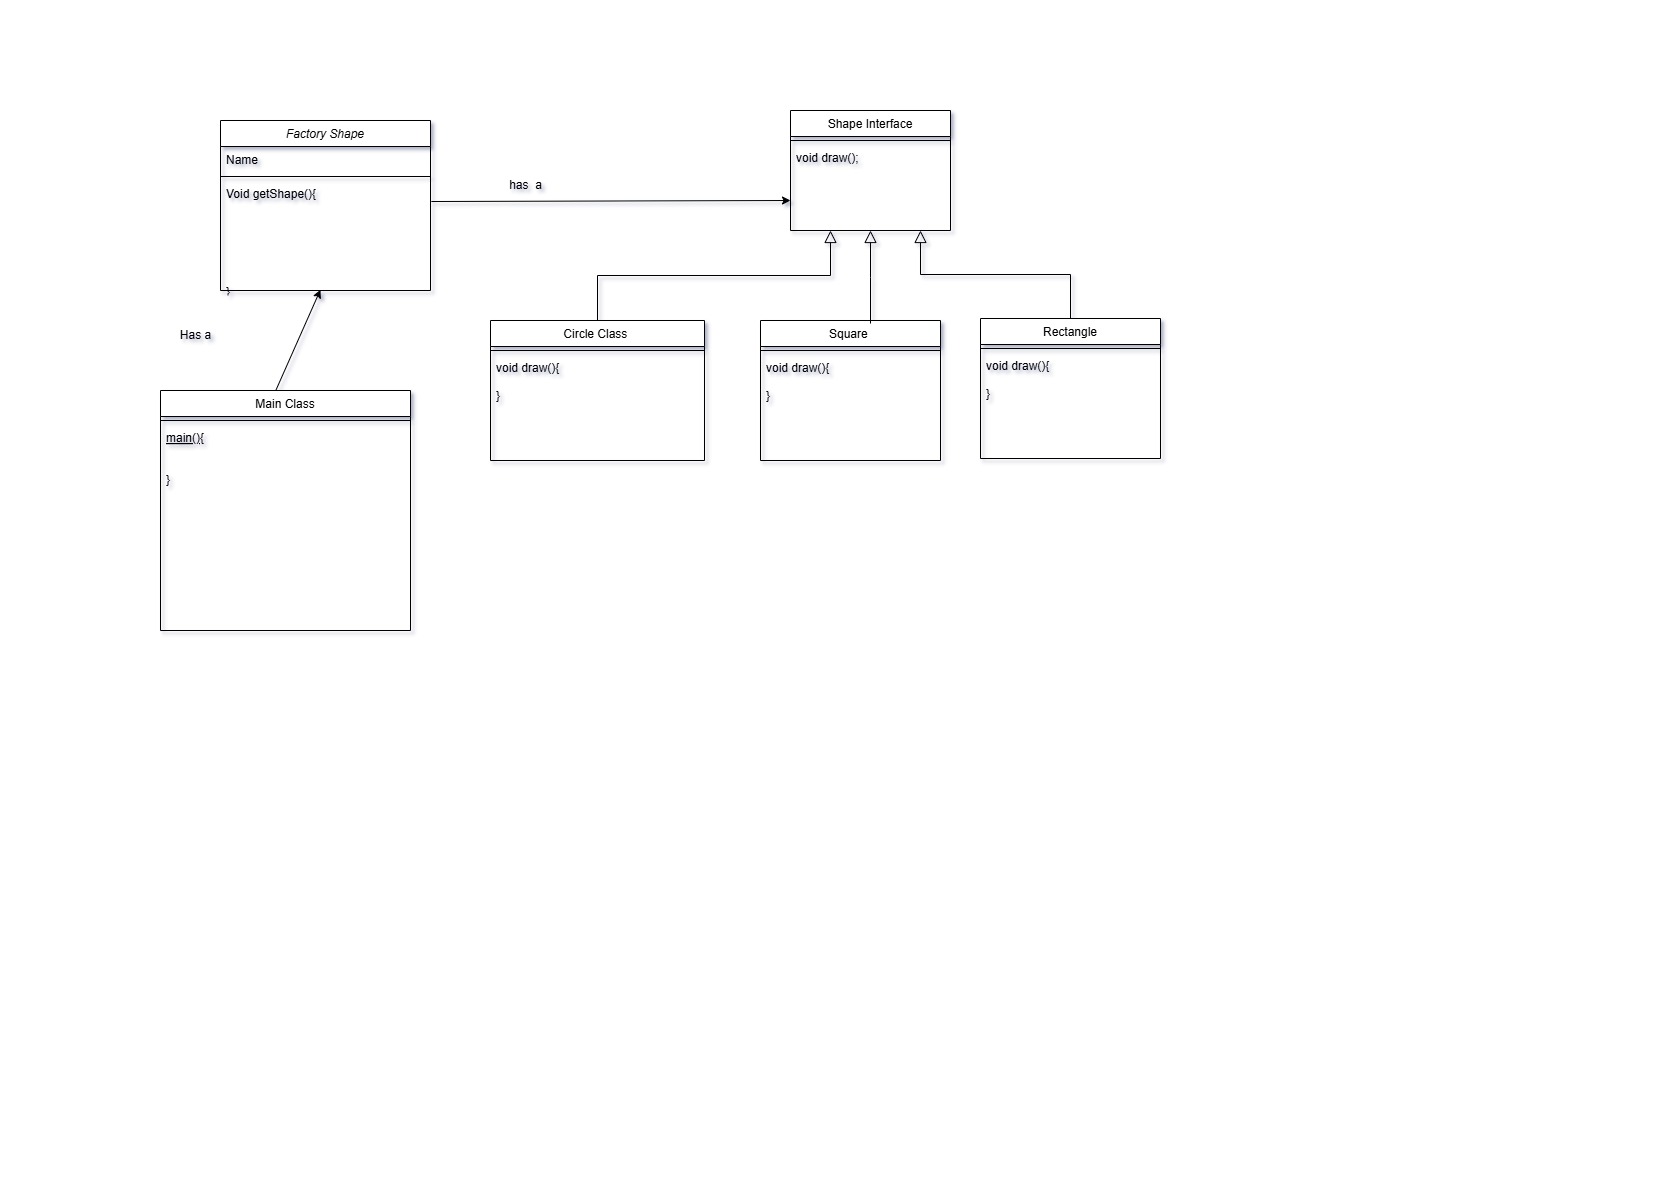 Factory Shape
Name
Void getShape(){
}
has  a
Shape Interface
void draw();
Has a
Main Class
main(){
}
Circle Class
void draw(){
}
Square
void draw(){
}
Rectangle
void draw(){
}